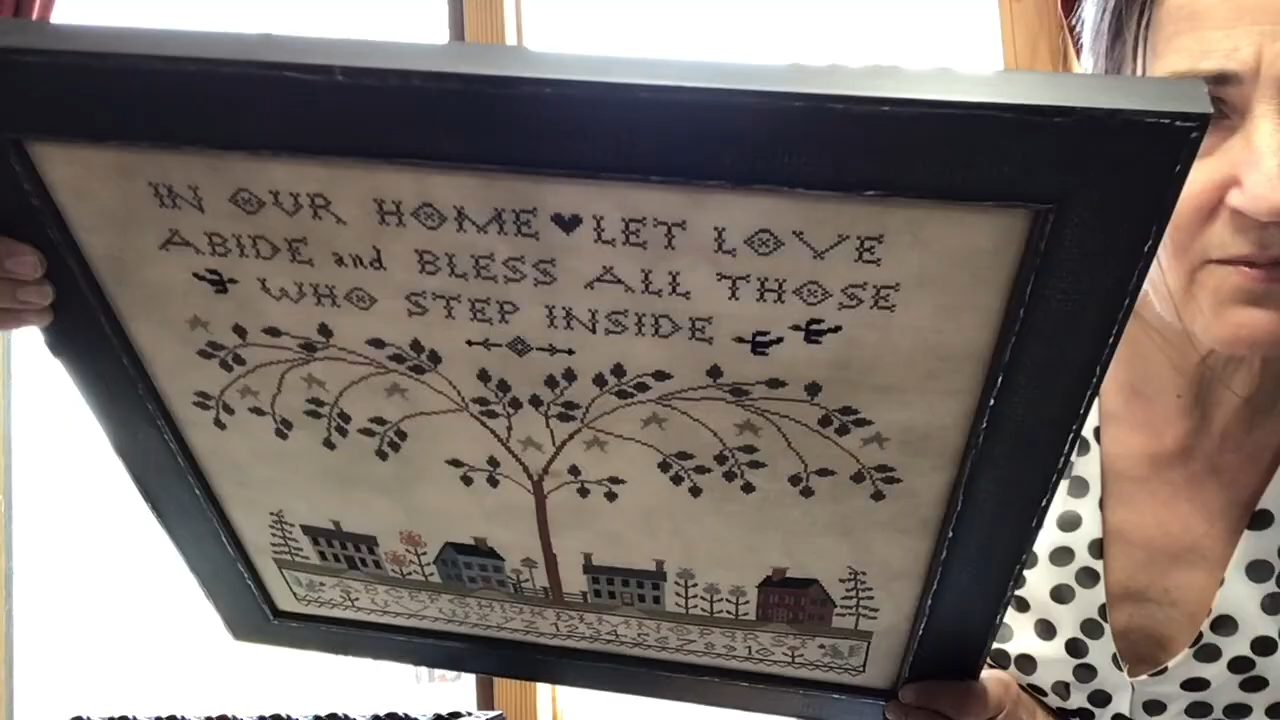 IN OUR HOME♥LET LOVE
ABIDE and BLESS ALL THOSE
WHO STEP INSIDE